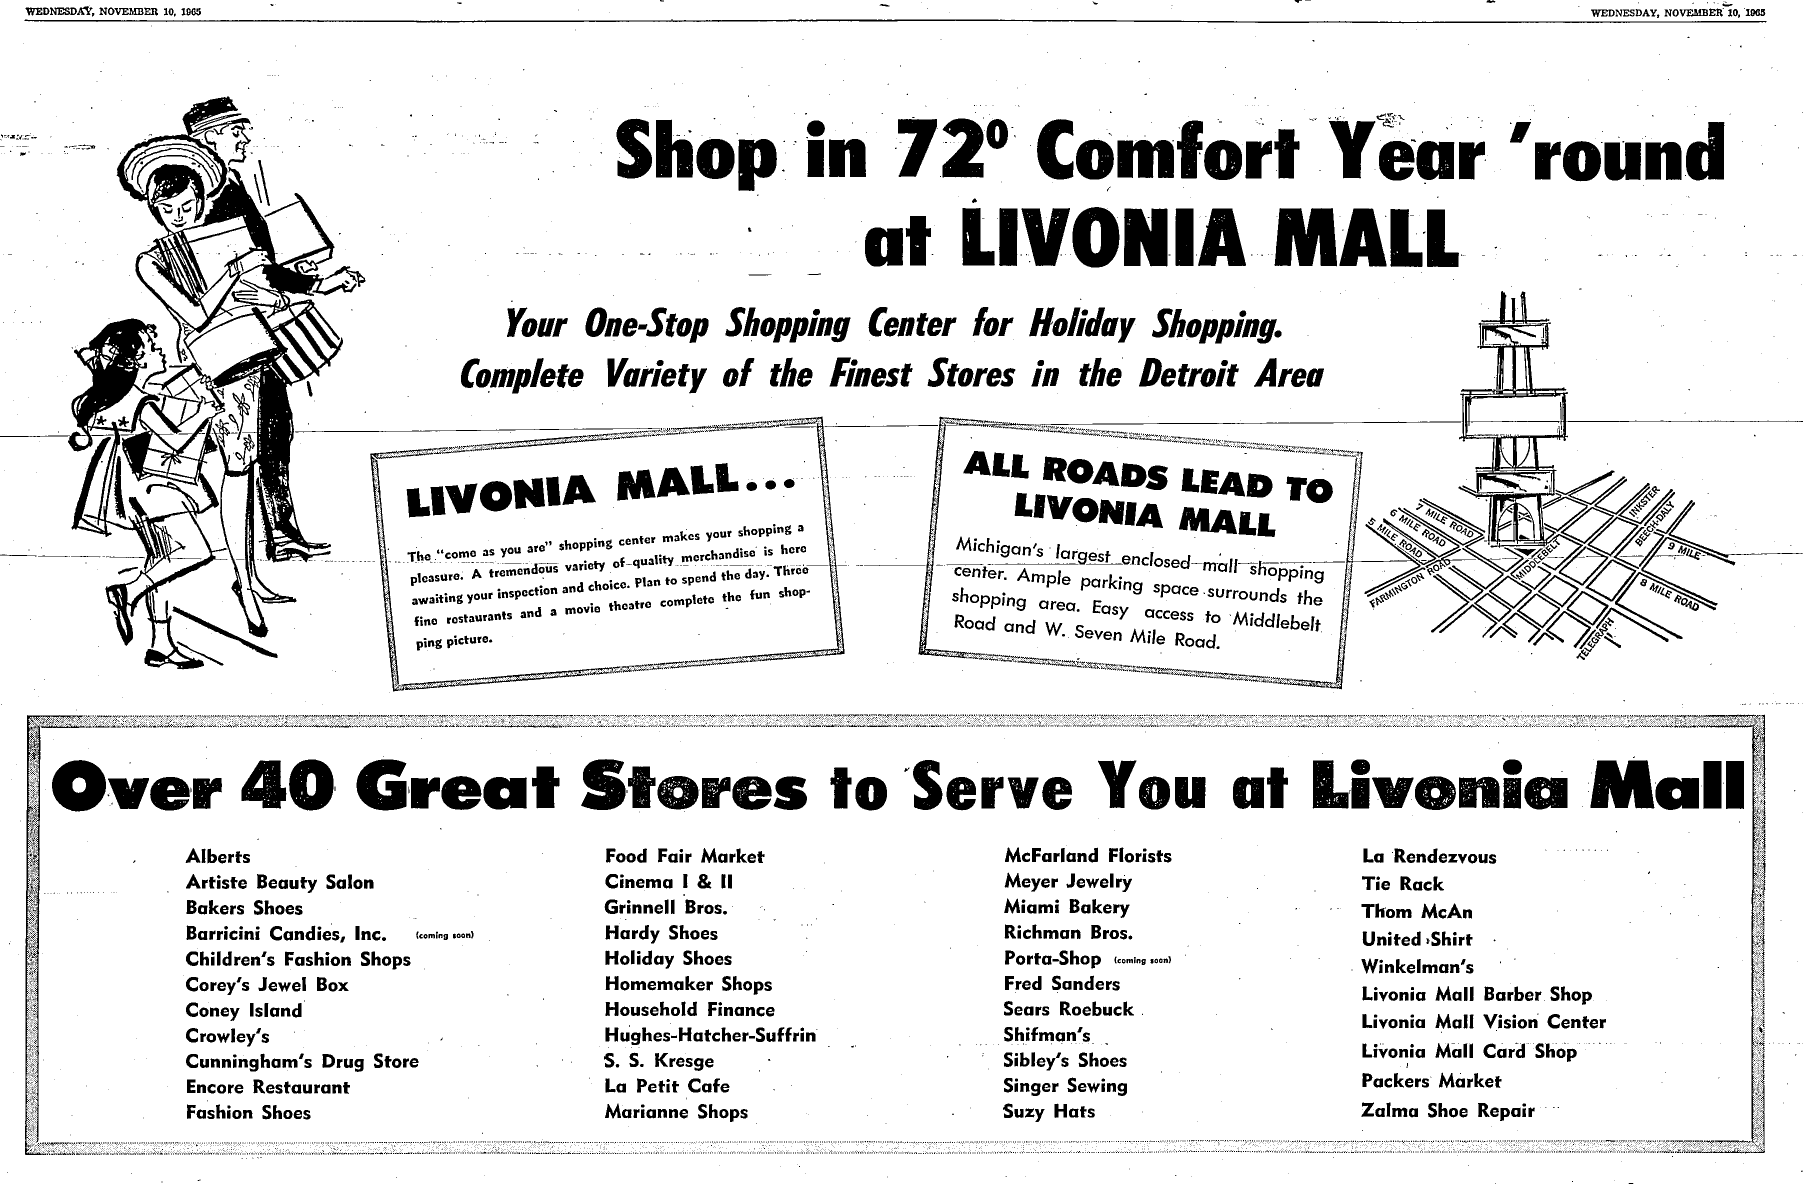 WEDNESDAY, NOVEMBER 10, 1965
WEDNESDAY, NOVEMBER 10, 1965
Shop in 72º Comfort Year 'round
at LIVONIA MALL
Your One-Stop Shopping Center for Holiday Shopping.
Complete Variety of the Finest Stores in the Detroit Area
LIVONIA MALL...
The "come as you are" shopping center makes your shopping a
pleasure. A tremendous variety of quality merchandise is here
awaiting your inspection and choice. Plan to spend the day. Three
fine restaurants and a movie theatre complete the fun shop-
ping picture.
ALL ROADS LEAD TO
LIVONIA MALL
Michigan's largest enclosed mall shopping
center. Ample parking space surrounds the
shopping area. Easy access to Middlebelt
Road and W. Seven Mile Road.
7 MILE ROAD
6 MILE ROAD
5 MILE ROAD
FARMINGTON ROAD
MIDDLEBELT
INKSTER
BEECH-DALY
9 MILE
8 MILE ROAD
TELEGRAPH
Over 40 Great Stores to Serve You at Livonia Mall
Alberts
Artiste Beauty Salon
Bakers Shoes
Barricini Candies, Inc. (coming soon)
Children's Fashion Shops
Corey's Jewel Box
Coney Island
Crowley's
Cunningham's Drug Store
Encore Restaurant
Fashion Shoes
Food Fair Market
Cinema I & II
Grinnell Bros.
Hardy Shoes
Holiday Shoes
Homemaker Shops
Household Finance
Hughes-Hatcher-Suffrin
S. S. Kresge
La Petit Cafe
Marianne Shops
McFarland Florists
Meyer Jewelry
Miami Bakery
Richman Bros.
Porta-Shop (coming soon)
Fred Sanders
Sears Roebuck
Shifman's
Sibley's Shoes
Singer Sewing
Suzy Hats
La Rendezvous
Tie Rack
Thom McAn
United Shirt
Winkelman's
Livonia Mall Barber Shop
Livonia Mall Vision Center
Livonia Mall Card Shop
Packers Market
Zalma Shoe Repair